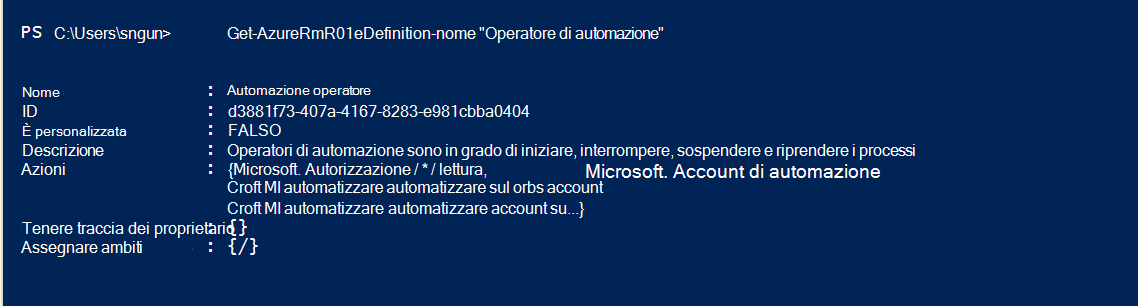 PS C:\Users\sngun> Get-AzureRmR01eDefinition-nome "Operatore di automazione"
Nome : Automazione operatore
ID : d3881f73-407a-4167-8283-e981cbba0404
È personalizzata : FALSO
Descrizione : Operatori di automazione sono in grado di iniziare, interrompere, sospendere e riprendere i processi
Azioni : {Microsoft. Autorizzazione / * / lettura, Microsoft. Account di automazione
Croft MI automatizzare automatizzare sul orbs account
Croft MI automatizzare automatizzare account su...}
Tenere traccia dei proprietario : {}
Assegnare ambiti : {/}